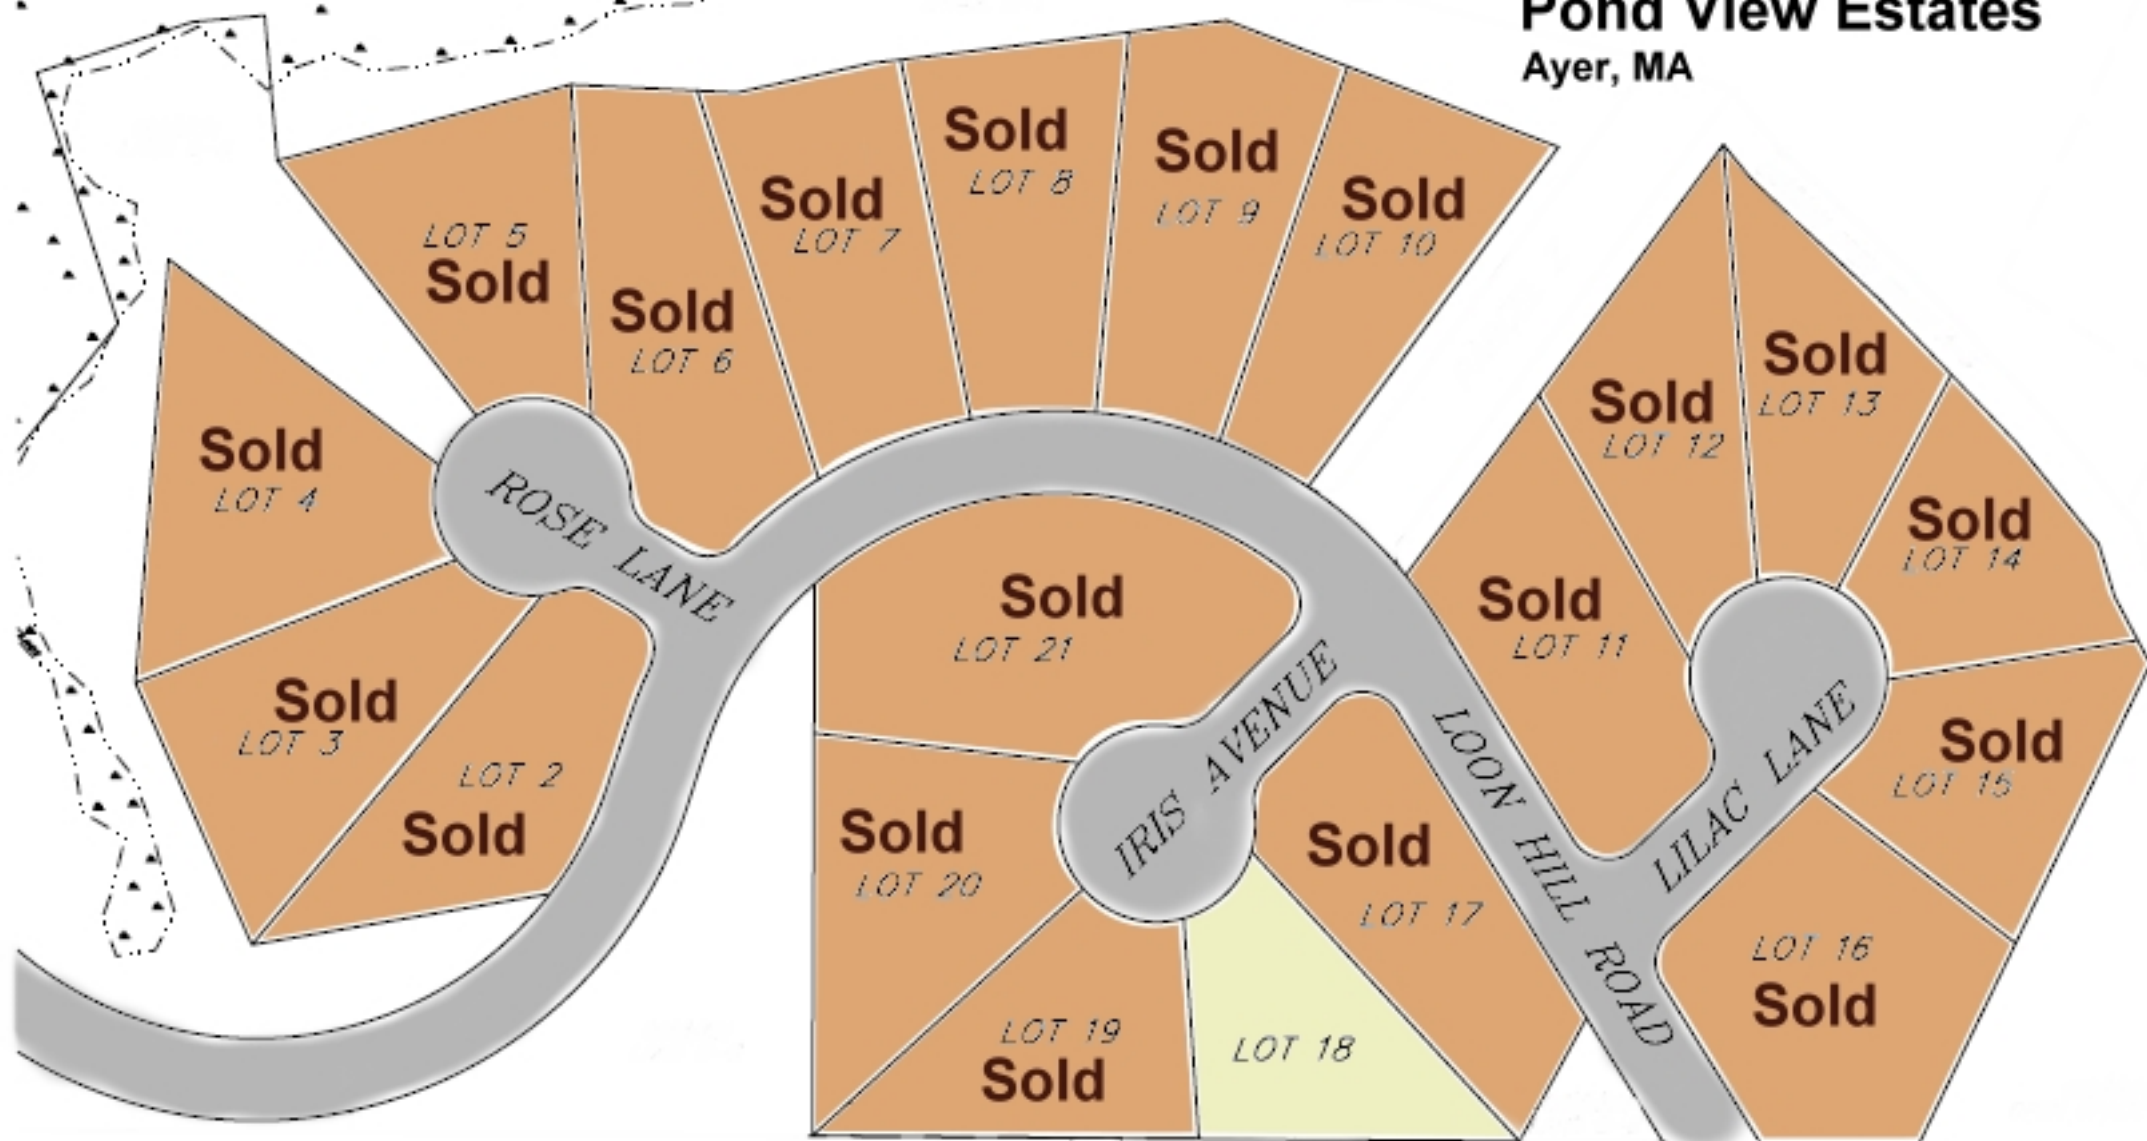 Pond View Estates
Ayer, MA
LOT 5
Sold
Sold
LOT 6
Sold
LOT 7
Sold
LOT 8
Sold
LOT 9
Sold
LOT 10
Sold
LOT 4
Sold
LOT 3
LOT 2
Sold
ROSE LANE
Sold
LOT 21
Sold
LOT 20
LOT 19
Sold
LOT 18
Sold
LOT 17
IRIS AVENUE
LOON HILL ROAD
Sold
LOT 11
Sold
LOT 12
Sold
LOT 13
Sold
LOT 14
Sold
LOT 15
LILAC LANE
LOT 16
Sold